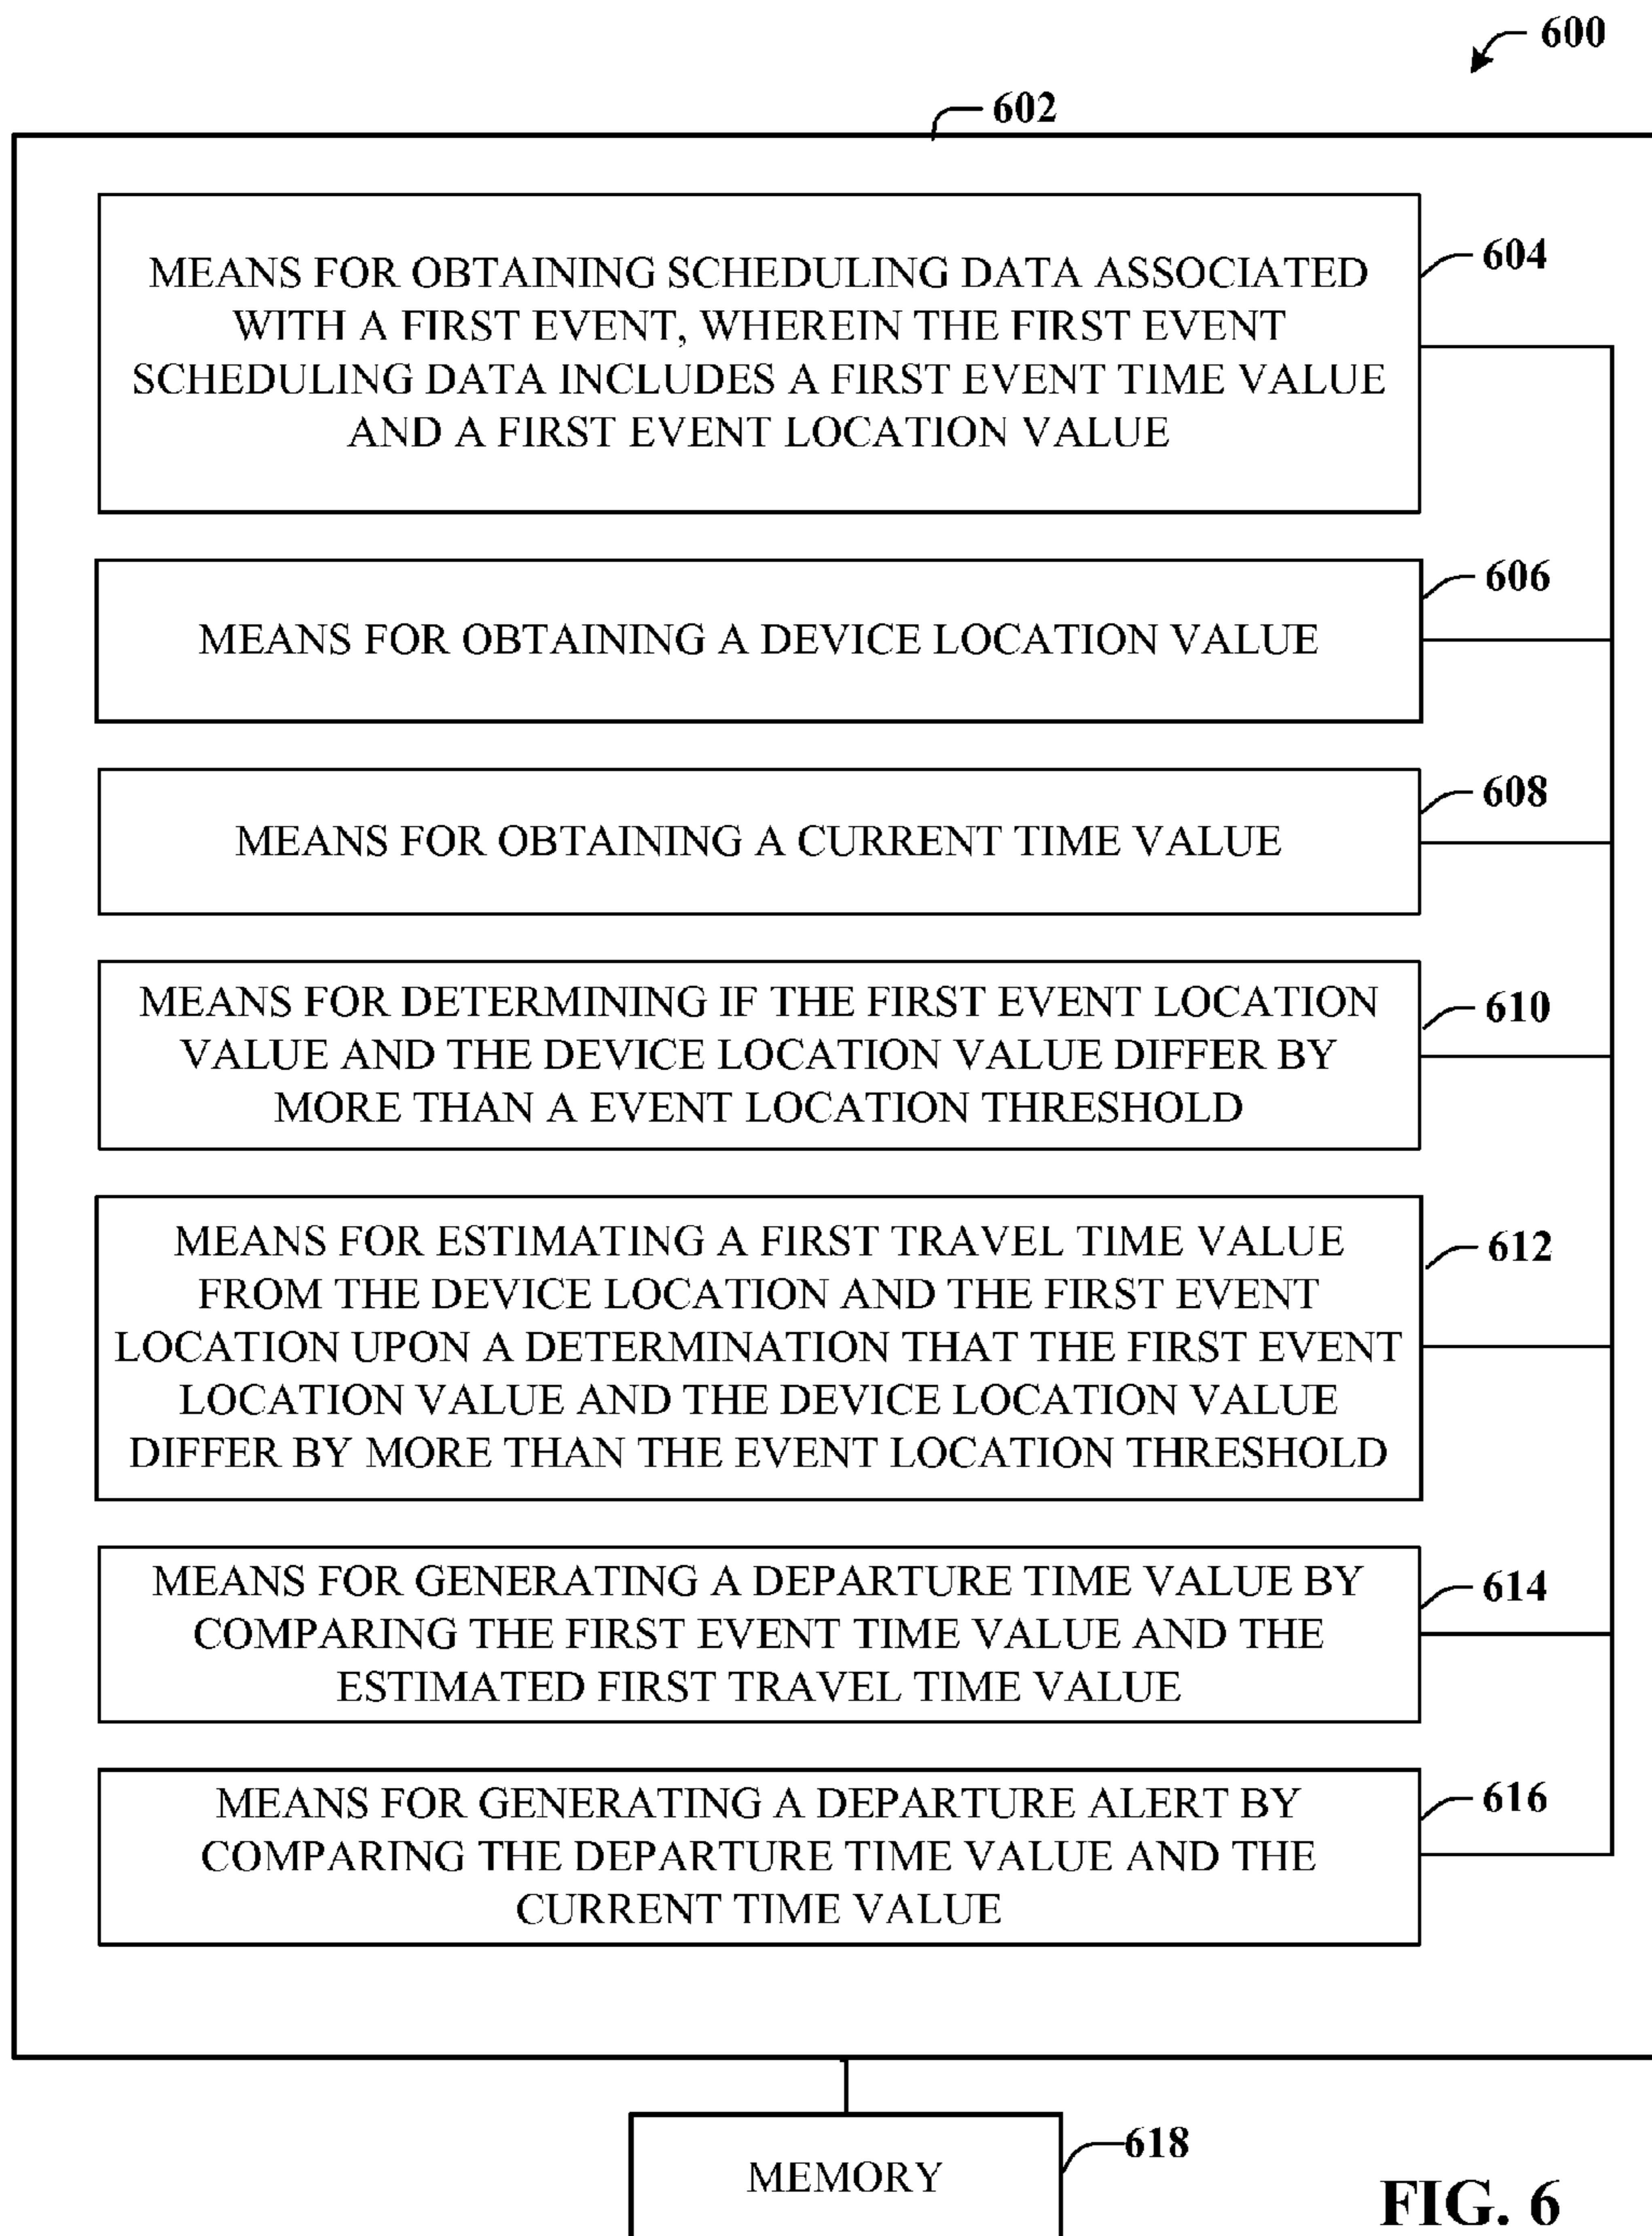 600
602
MEANS FOR OBTAINING SCHEDULING DATA ASSOCIATED
WITH A FIRST EVENT, WHEREIN THE FIRST EVENT
SCHEDULING DATA INCLUDES A FIRST EVENT TIME VALUE
AND A FIRST EVENT LOCATION VALUE
604
MEANS FOR OBTAINING A DEVICE LOCATION VALUE
606
MEANS FOR OBTAINING A CURRENT TIME VALUE
608
MEANS FOR DETERMINING IF THE FIRST EVENT LOCATION
VALUE AND THE DEVICE LOCATION VALUE DIFFER BY
MORE THAN A EVENT LOCATION THRESHOLD
610
MEANS FOR ESTIMATING A FIRST TRAVEL TIME VALUE
FROM THE DEVICE LOCATION AND THE FIRST EVENT
LOCATION UPON A DETERMINATION THAT THE FIRST EVENT
LOCATION VALUE AND THE DEVICE LOCATION VALUE
DIFFER BY MORE THAN THE EVENT LOCATION THRESHOLD
612
MEANS FOR GENERATING A DEPARTURE TIME VALUE BY
COMPARING THE FIRST EVENT TIME VALUE AND THE
ESTIMATED FIRST TRAVEL TIME VALUE
614
MEANS FOR GENERATING A DEPARTURE ALERT BY
COMPARING THE DEPARTURE TIME VALUE AND THE
CURRENT TIME VALUE
616
MEMORY
618
FIG. 6